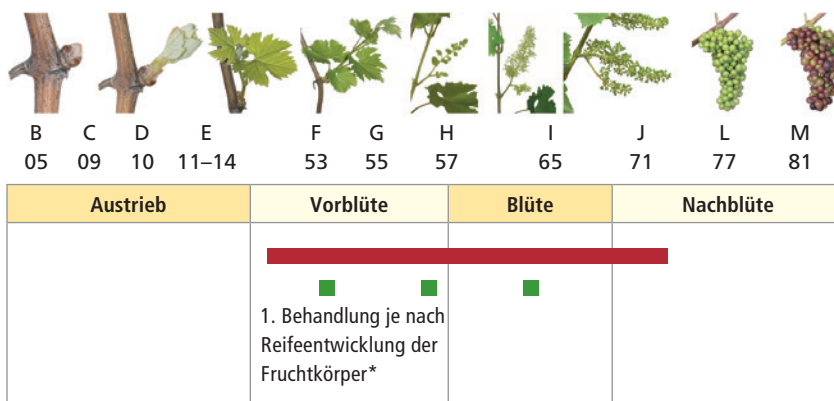 B C D E F G H I J L M
05 09 10 11–14 53 55 57 65 71 77 81
Austrieb Vorblüte Blüte Nachblüte
1. Behandlung je nach
Reifeentwicklung der
Fruchtkörper*